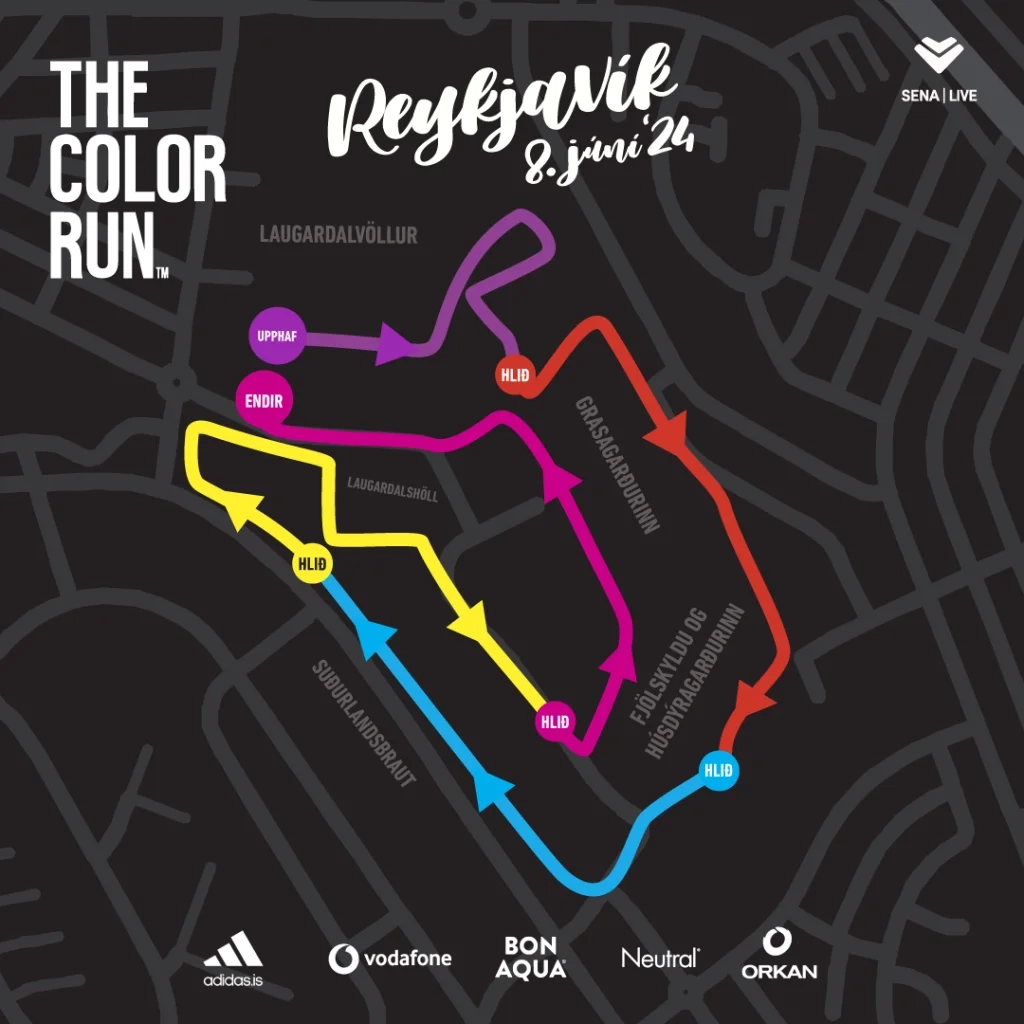 THE
COLOR
RUN™
Reykjavík
8. júní '24
SENA | LIVE
LAUGARDALVÖLLUR
UPPHAF
HLIÐ
ENDIR
GRASAGARÐURINN
LAUGARDALSHÖLL
HLIÐ
FJÖLSKYLDU OG
HÚSDÝRAGARÐURINN
SUÐURLANDSBRAUT
HLIÐ
HLIÐ
adidas.is
vodafone
BON
AQUA®
Neutral®
ORKAN